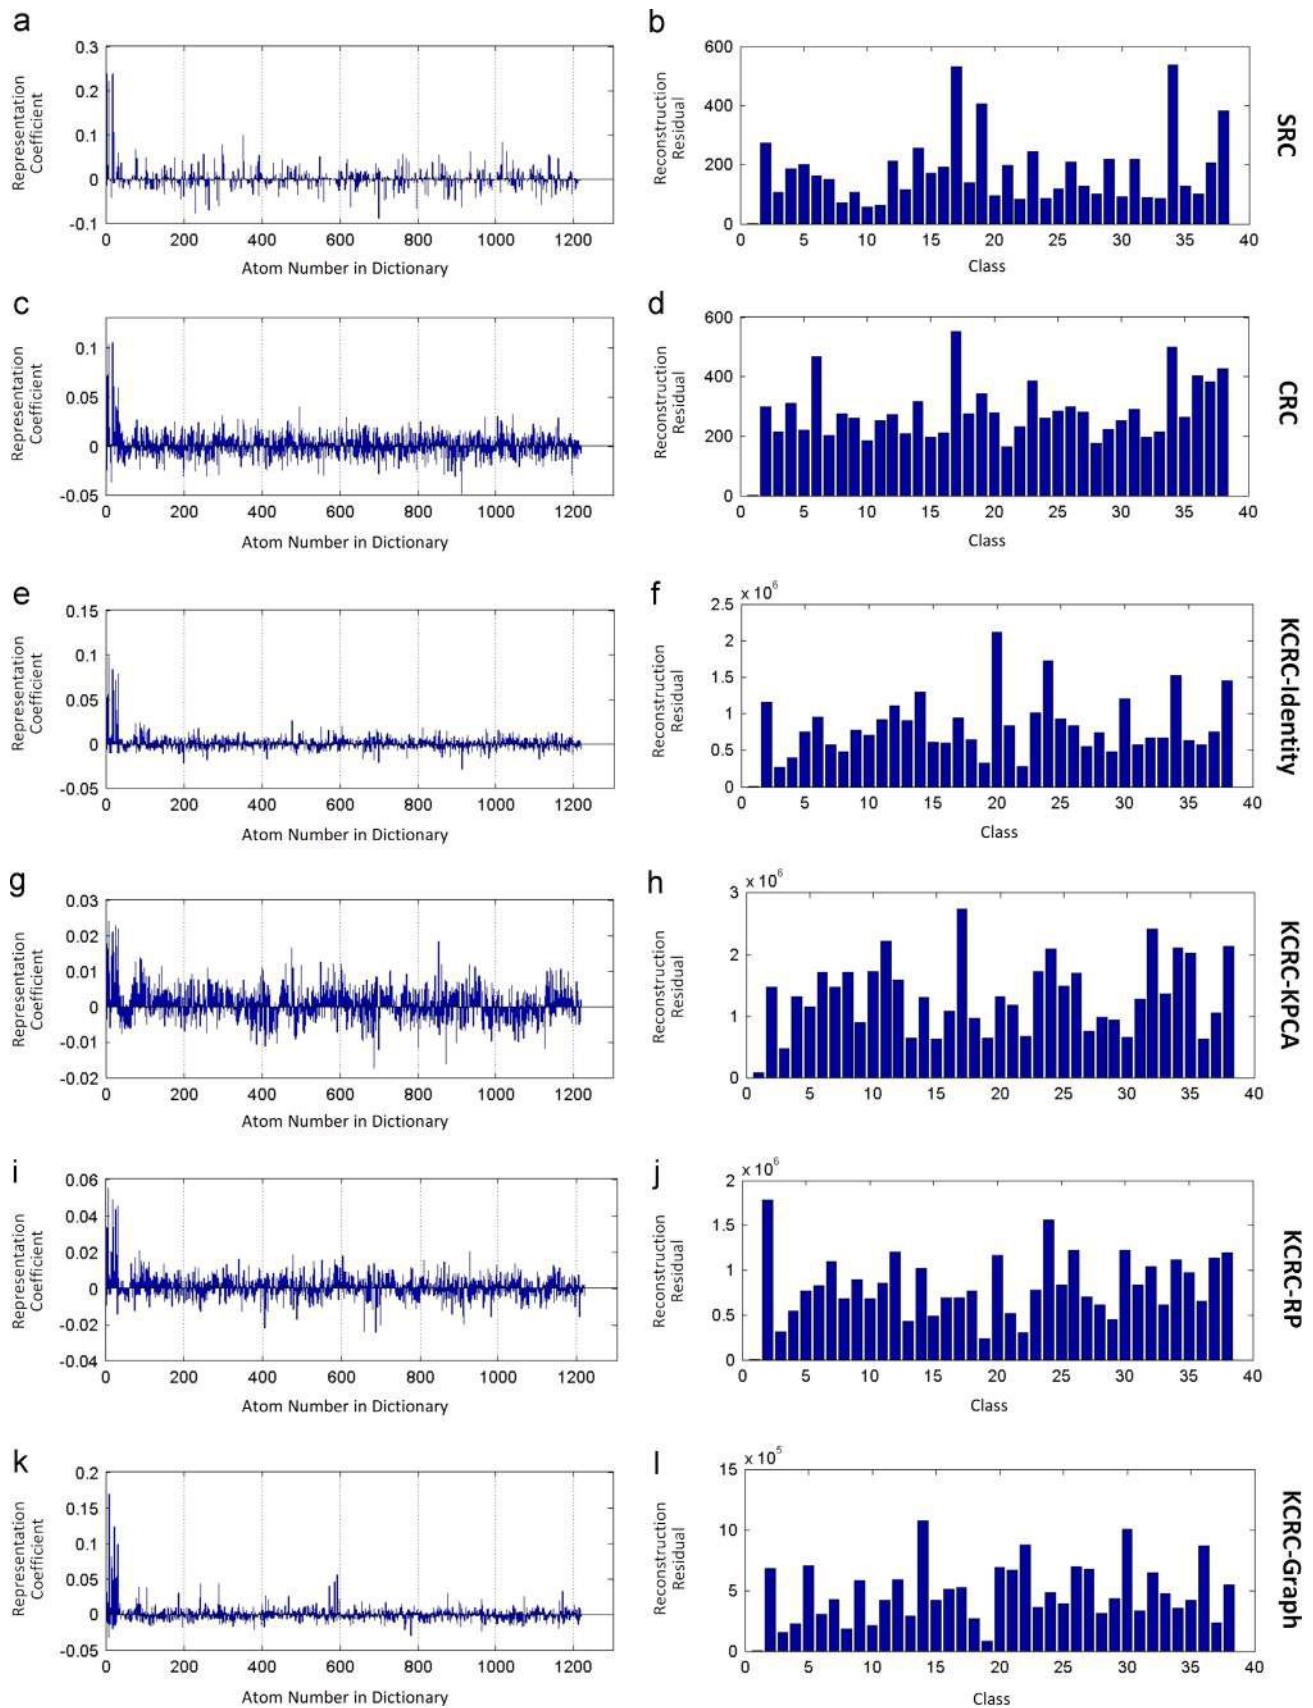 a
Representation
Coefficient
0.3
0.2
0.1
0
-0.1
0 200 400 600 800 1000 1200
Atom Number in Dictionary
b
Reconstruction
Residual
600
400
200
0
0 5 10 15 20 25 30 35 40
Class
SRC
c
Representation
Coefficient
0.1
0.05
0
-0.05
0 200 400 600 800 1000 1200
Atom Number in Dictionary
d
Reconstruction
Residual
600
400
200
0
0 5 10 15 20 25 30 35 40
Class
CRC
e
Representation
Coefficient
0.15
0.1
0.05
0
-0.05
0 200 400 600 800 1000 1200
Atom Number in Dictionary
f
x 10^6
Reconstruction
Residual
2.5
2
1.5
1
0.5
0
0 5 10 15 20 25 30 35 40
Class
KCRC-Identity
g
Representation
Coefficient
0.03
0.02
0.01
0
-0.01
-0.02
0 200 400 600 800 1000 1200
Atom Number in Dictionary
h
x 10^6
Reconstruction
Residual
3
2
1
0
0 5 10 15 20 25 30 35 40
Class
KCRC-KPCA
i
Representation
Coefficient
0.06
0.04
0.02
0
-0.02
-0.04
0 200 400 600 800 1000 1200
Atom Number in Dictionary
j
x 10^6
Reconstruction
Residual
2
1.5
1
0.5
0
0 5 10 15 20 25 30 35 40
Class
KCRC-RP
k
Representation
Coefficient
0.2
0.15
0.1
0.05
0
-0.05
0 200 400 600 800 1000 1200
Atom Number in Dictionary
l
x 10^5
Reconstruction
Residual
15
10
5
0
0 5 10 15 20 25 30 35 40
Class
KCRC-Graph